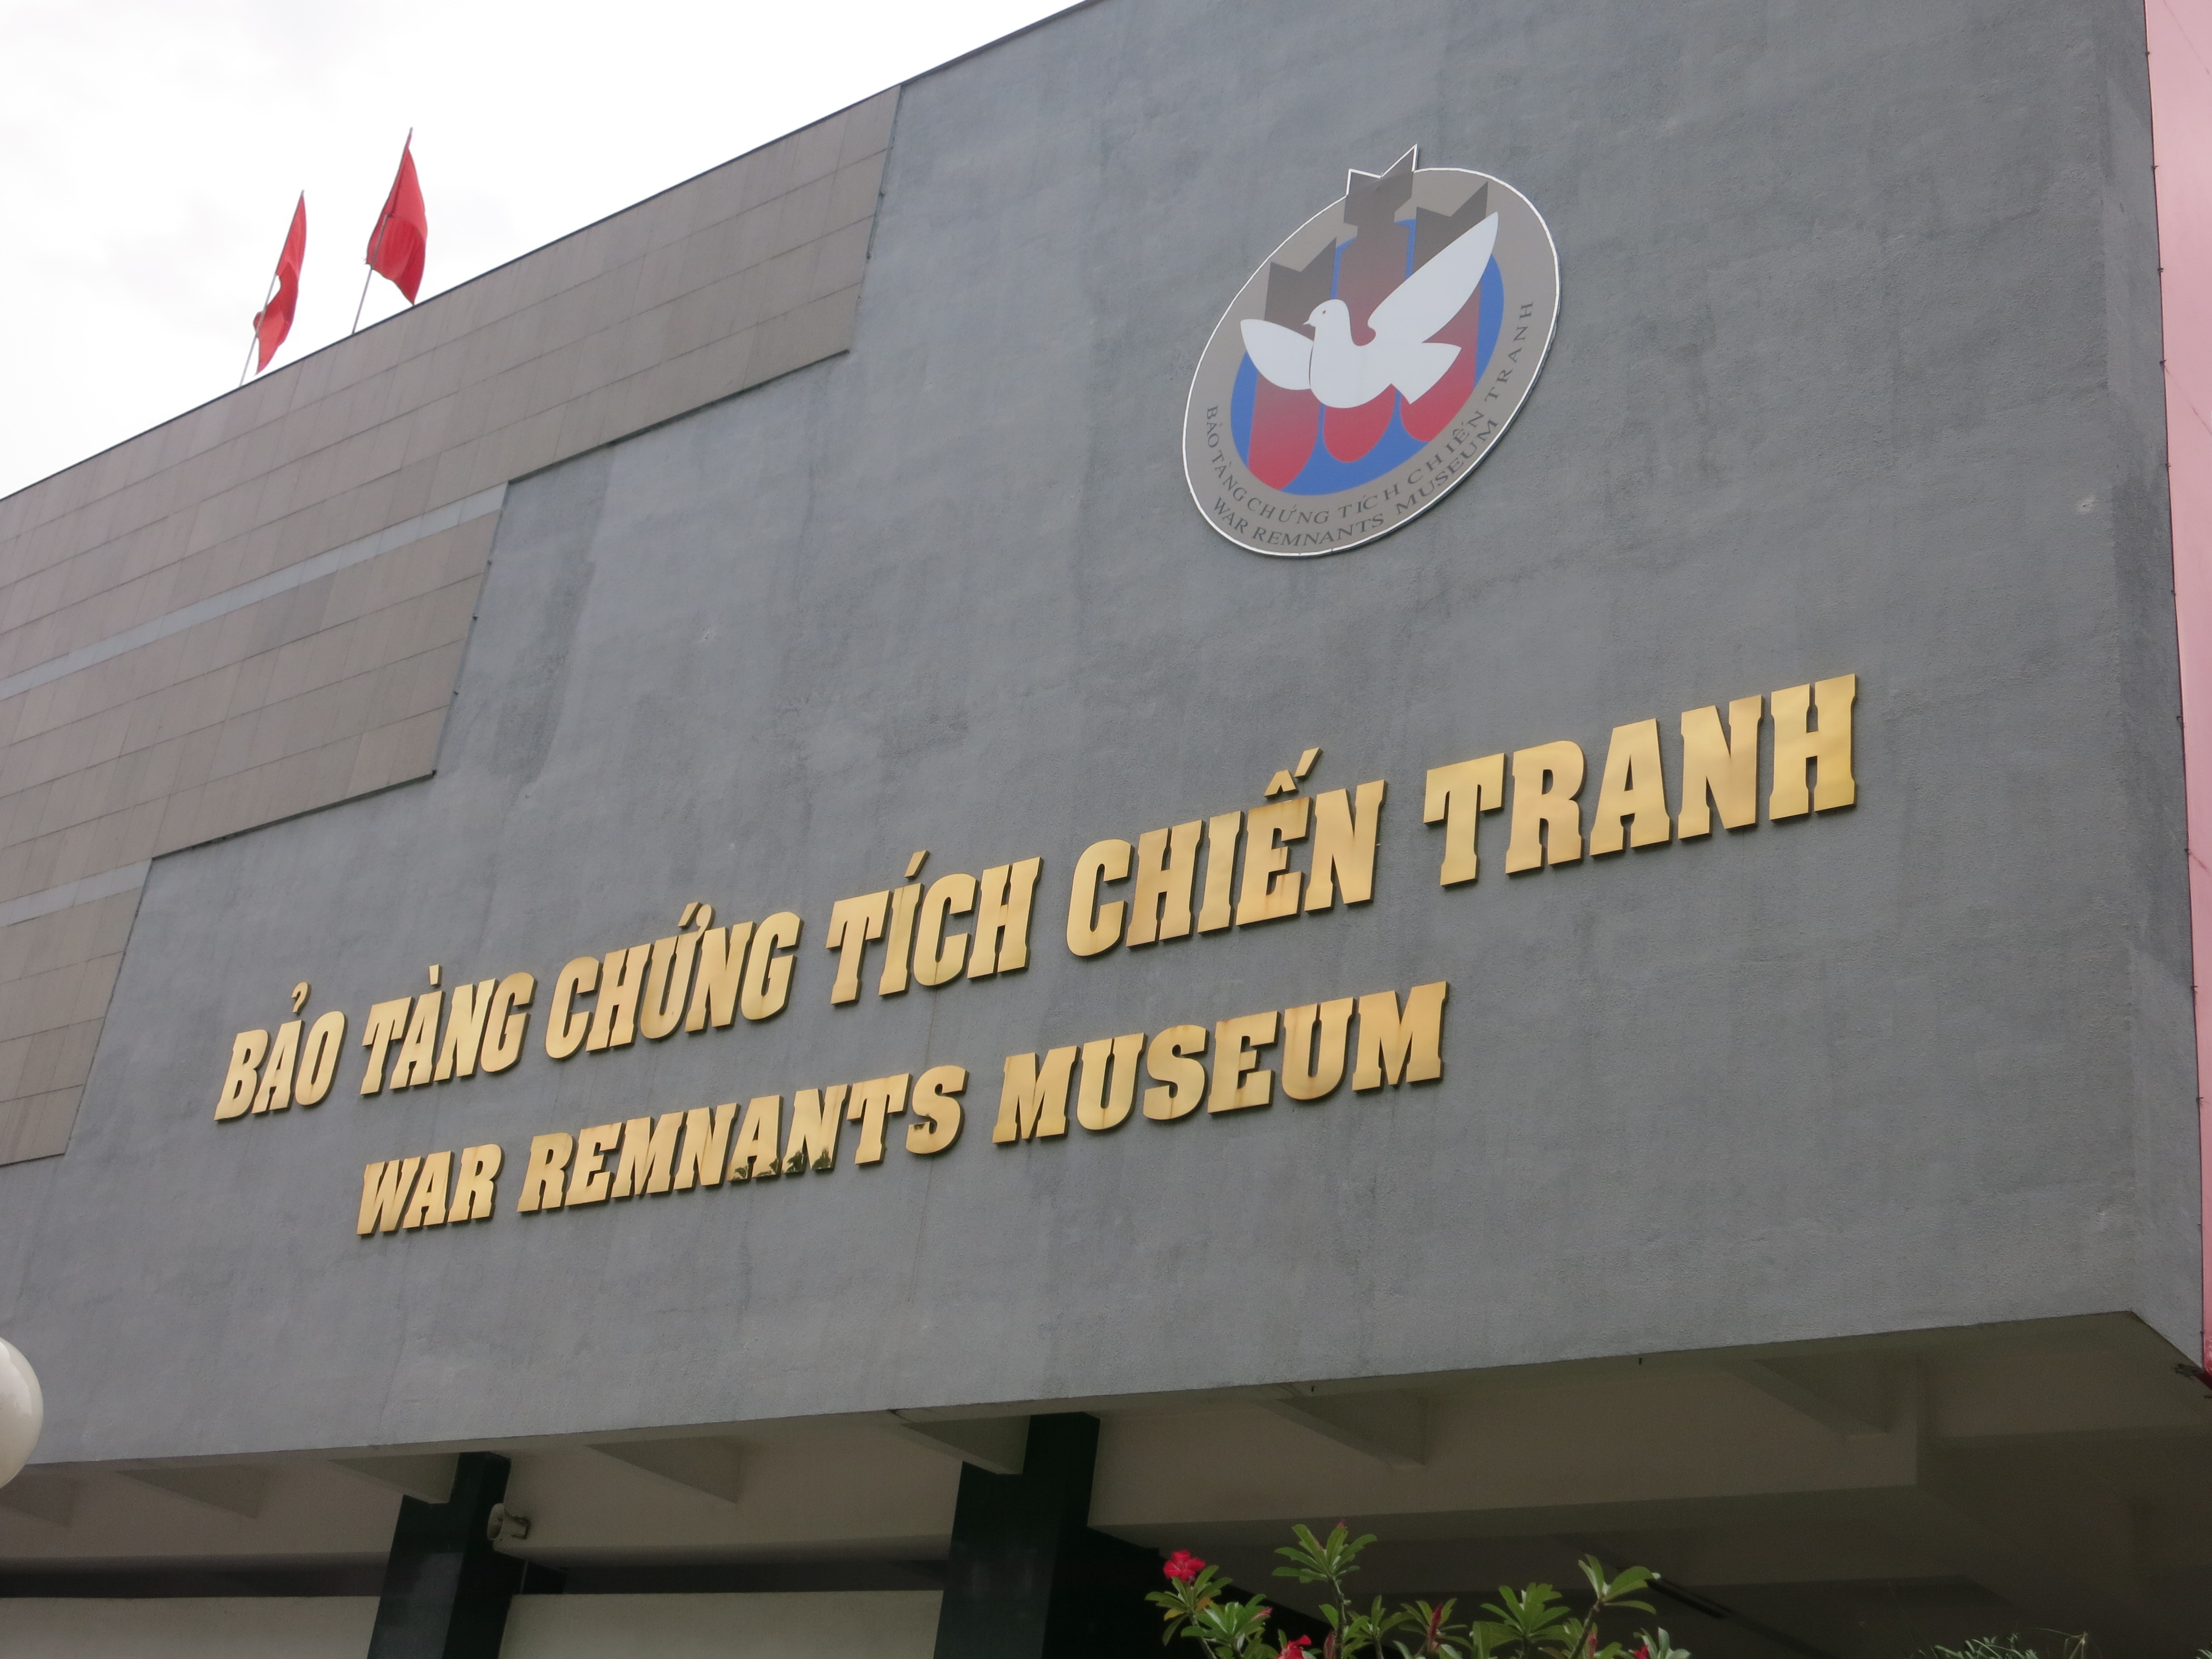 BẢO TÀNG CHỨNG TÍCH CHIẾN TRANH
WAR REMNANTS MUSEUM
BẢO TÀNG CHỨNG TÍCH CHIẾN TRANH
WAR REMNANTS MUSEUM